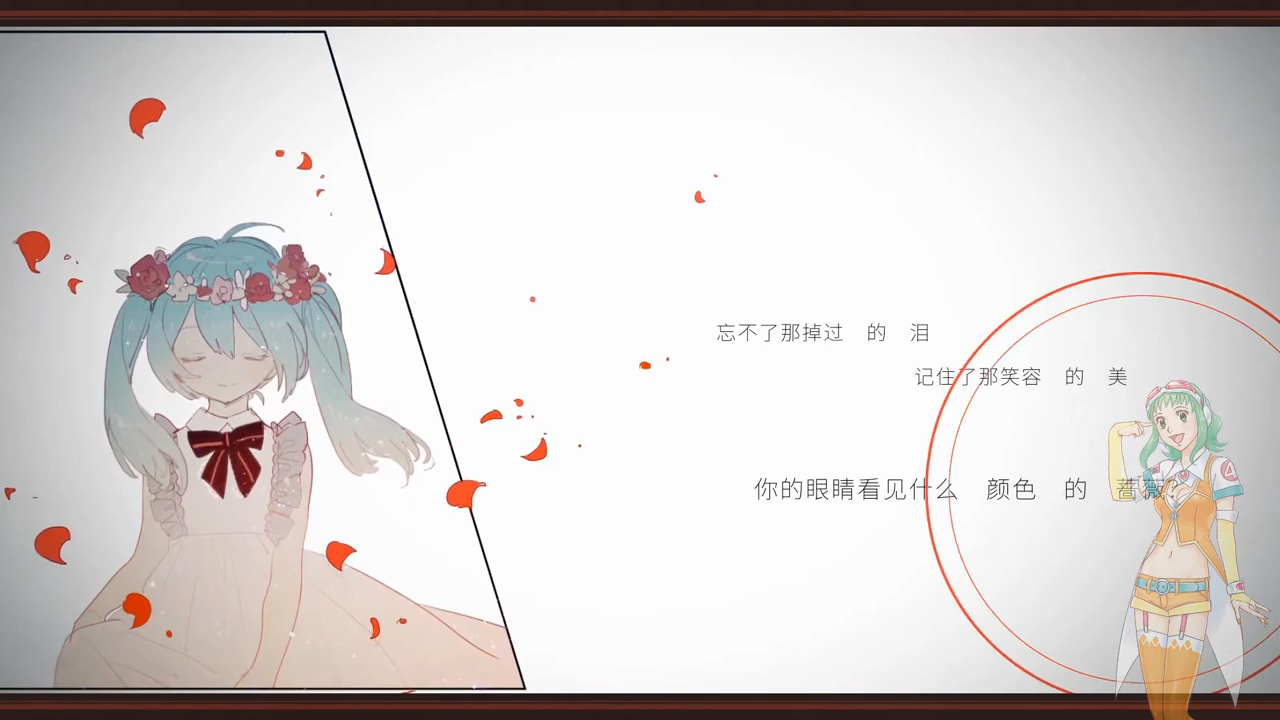 忘不了那掉过 的 泪
记住了那笑容 的 美
你的眼睛看见什么 颜色 的 蔷薇?